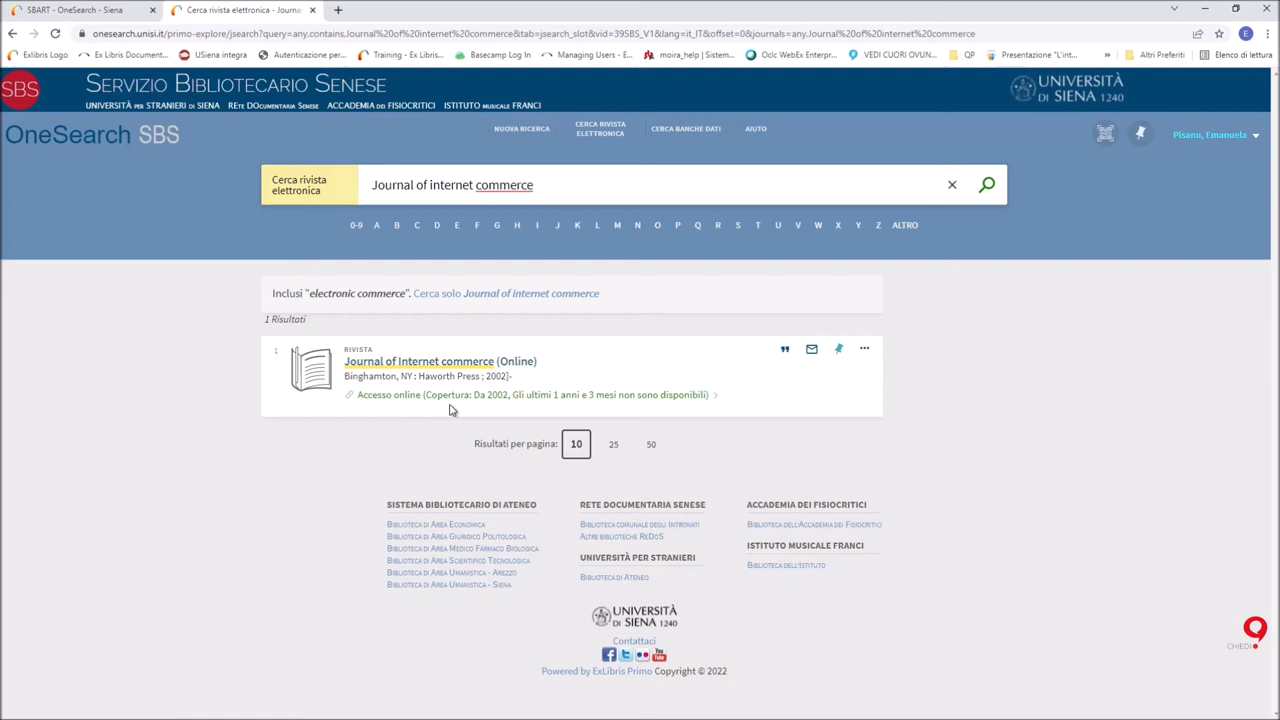 SBART - OneSearch - Siena
Cerca rivista elettronica - Journal
onesearch.unisi.it/primo-explore/jsearch?query=any,contains,Journal%20of%20internet%20commerce&tab=jsearch_slot&vid=39SBS_V1&lang=it_IT&offset=0&journals=any,Journal%20of%20internet%20commerce
E
Exlibris Logo
Ex Libris Document...
USiena integra
Autenticazione per...
Training - Ex Libris...
Basecamp Log In
Managing Users - E...
moira_help | Smart...
Oclc WebEx Enterpr...
VEDI CUORI OVUN...
QP
Presentazione "L'int...
»
Altri Preferiti
Elenco di lettura
SBS
SERVIZIO BIBLIOTECARIO SENESE
UNIVERSITÀ PER STRANIERI DI SIENA RETE DOCUMENTARIA SENESE ACCADEMIA DEI FISIOCRITICI ISTITUTO MUSICALE FRANCI
UNIVERSITÀ
DI SIENA 1240
OneSearch SBS
NUOVA RICERCA
CERCA RIVISTA
ELETTRONICA
CERCA BANCHE DATI
AIUTO
Pisanu, Emanuela
Cerca rivista
elettronica
Journal of internet commerce
0-9 A B C D E F G H I J K L M N O P Q R S T U V W X Y Z ALTRO
Inclusi "electronic commerce". Cerca solo Journal of internet commerce
1 Risultati
1
RIVISTA
Journal of Internet commerce (Online)
Binghamton, NY : Haworth Press ; 2002]-
Accesso online (Copertura: Da 2002, Gli ultimi 1 anni e 3 mesi non sono disponibili)
Risultati per pagina: 10 25 50
SISTEMA BIBLIOTECARIO DI ATENEO
BIBLIOTECA DI AREA ECONOMICA
BIBLIOTECA DI AREA GIURIDICO POLITOLOGICA
BIBLIOTECA DI AREA MEDICO FARMACO BIOLOGICA
BIBLIOTECA DI AREA SCIENTIFICO TECNOLOGICA
BIBLIOTECA DI AREA UMANISTICA - AREZZO
BIBLIOTECA DI AREA UMANISTICA - SIENA
RETE DOCUMENTARIA SENESE
BIBLIOTECA COMUNALE DEGLI INTRONATI
ALTRE BIBLIOTECHE REDOS
UNIVERSITÀ PER STRANIERI
BIBLIOTECA DI ATENEO
ACCADEMIA DEI FISIOCRITICI
BIBLIOTECA DELL'ACCADEMIA DEI FISIOCRITICI
ISTITUTO MUSICALE FRANCI
BIBLIOTECA DELL'ISTITUTO
UNIVERSITÀ
DI SIENA 1240
Contattaci
Powered by ExLibris Primo Copyright © 2022
CHIEDI